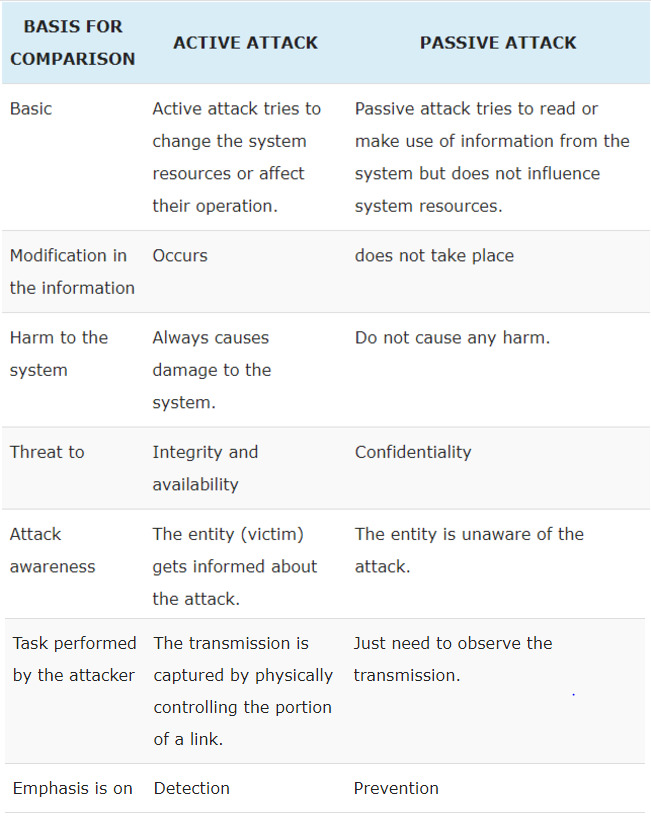 BASIS FOR COMPARISON	ACTIVE ATTACK	PASSIVE ATTACK
Basic	Active attack tries to	Passive attack tries to read or
change the system	make use of information from the
resources or affect	system but does not influence
their operation.	system resources.
Modification in	Occurs	does not take place
the information
Harm to the	Always causes	Do not cause any harm.
system	damage to the
system.
Threat to	Integrity and	Confidentiality
availability
Attack	The entity (victim)	The entity is unaware of the
awareness	gets informed about	attack.
the attack.
Task performed	The transmission is	Just need to observe the
by the attacker	captured by physically	transmission.
controlling the portion
of a link.
Emphasis is on	Detection	Prevention